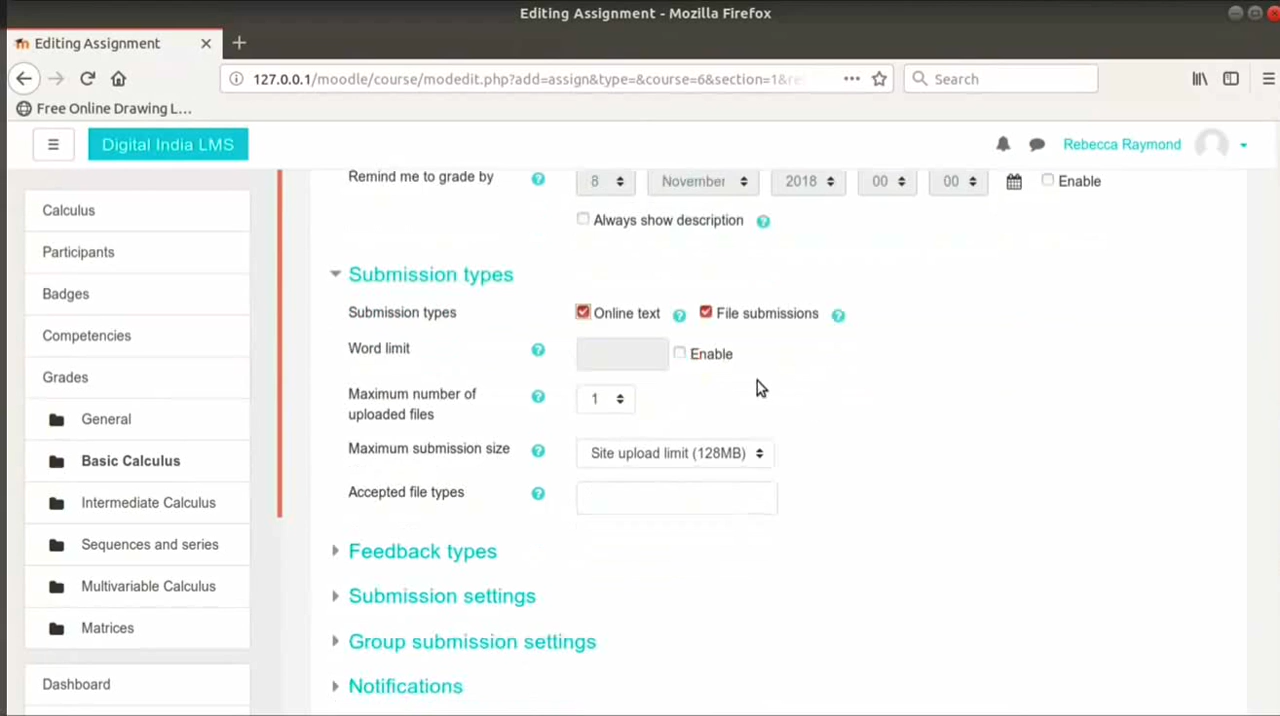 Editing Assignment - Mozilla Firefox
Editing Assignment
127.0.0.1/moodle/course/modedit.php?add=assign&type=&course=6&section=1&re
Search
Free Online Drawing L...
Digital India LMS
Rebecca Raymond
Calculus
Participants
Badges
Competencies
Grades
General
Basic Calculus
Intermediate Calculus
Sequences and series
Multivariable Calculus
Matrices
Dashboard
Remind me to grade by 8 November 2018 00 00 Enable
Always show description
Submission types
Submission types Online text File submissions
Word limit Enable
Maximum number of uploaded files 1
Maximum submission size Site upload limit (128MB)
Accepted file types
Feedback types
Submission settings
Group submission settings
Notifications